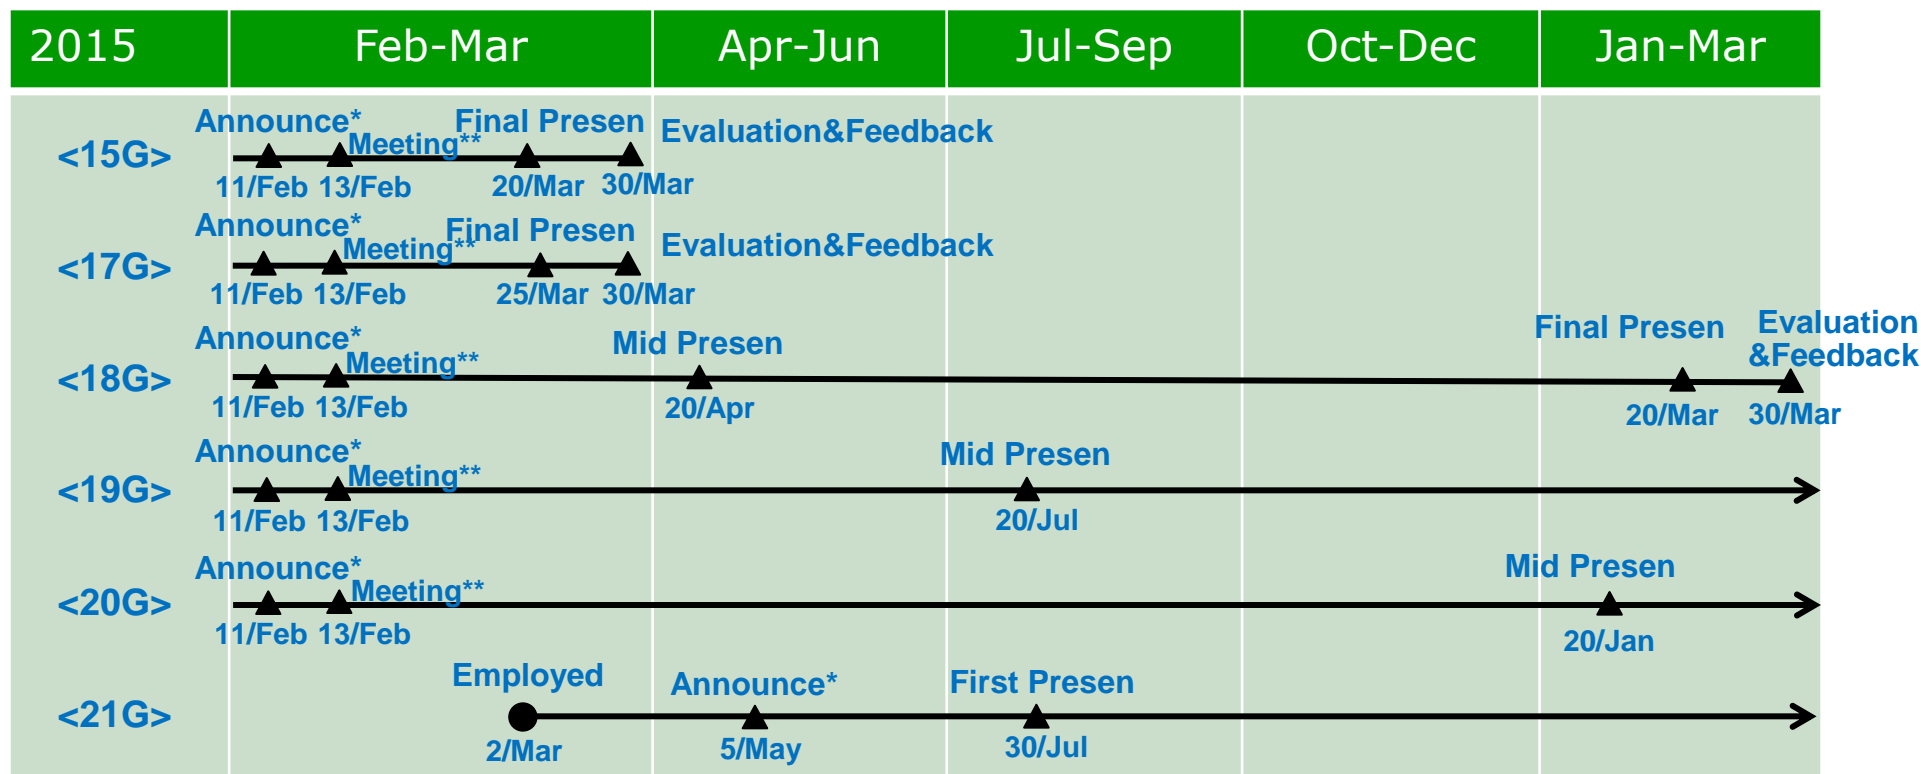 2015 Feb-Mar Apr-Jun Jul-Sep Oct-Dec Jan-Mar
Announce* Meeting** Final Presen Evaluation&Feedback
<15G>
11/Feb 13/Feb 20/Mar 30/Mar
Announce* Meeting** Final Presen Evaluation&Feedback
<17G>
11/Feb 13/Feb 25/Mar 30/Mar
Announce* Meeting** Mid Presen Final Presen Evaluation
&Feedback
<18G>
11/Feb 13/Feb 20/Apr 20/Mar 30/Mar
Announce* Meeting** Mid Presen
<19G>
11/Feb 13/Feb 20/Jul
Announce* Meeting** Mid Presen
<20G>
11/Feb 13/Feb 20/Jan
Employed Announce* First Presen
<21G>
2/Mar 5/May 30/Jul